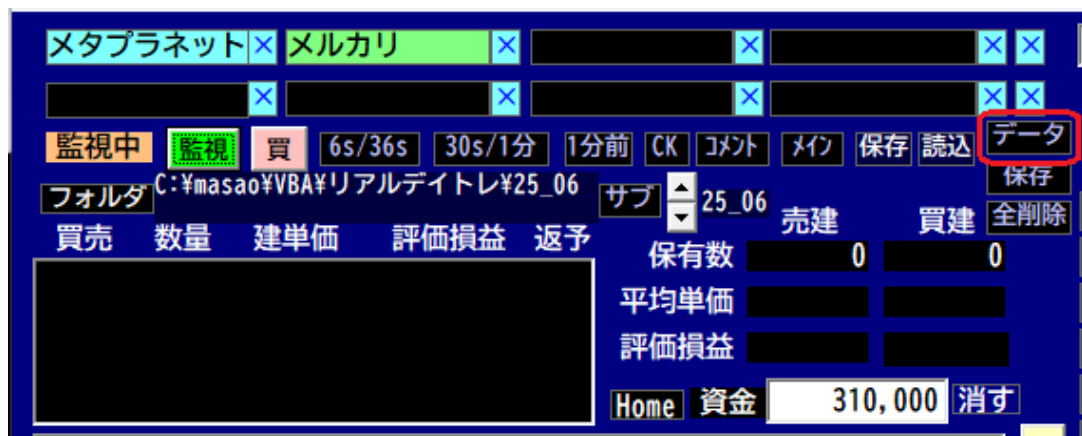 メタプラネット × メルカリ × × × ×
× × × × ×
監視中 監視 買 6s/36s 30s/1分 1分前 CK コメント メイン 保存 読込 データ
フォルダ C:¥masao¥VBA¥リアルデイトレ¥25_06 サブ 25_06 保存
買売 数量 建単価 評価損益 返予 売建 買建 全削除
保有数 0 0
平均単価
評価損益
Home 資金 310,000 消す